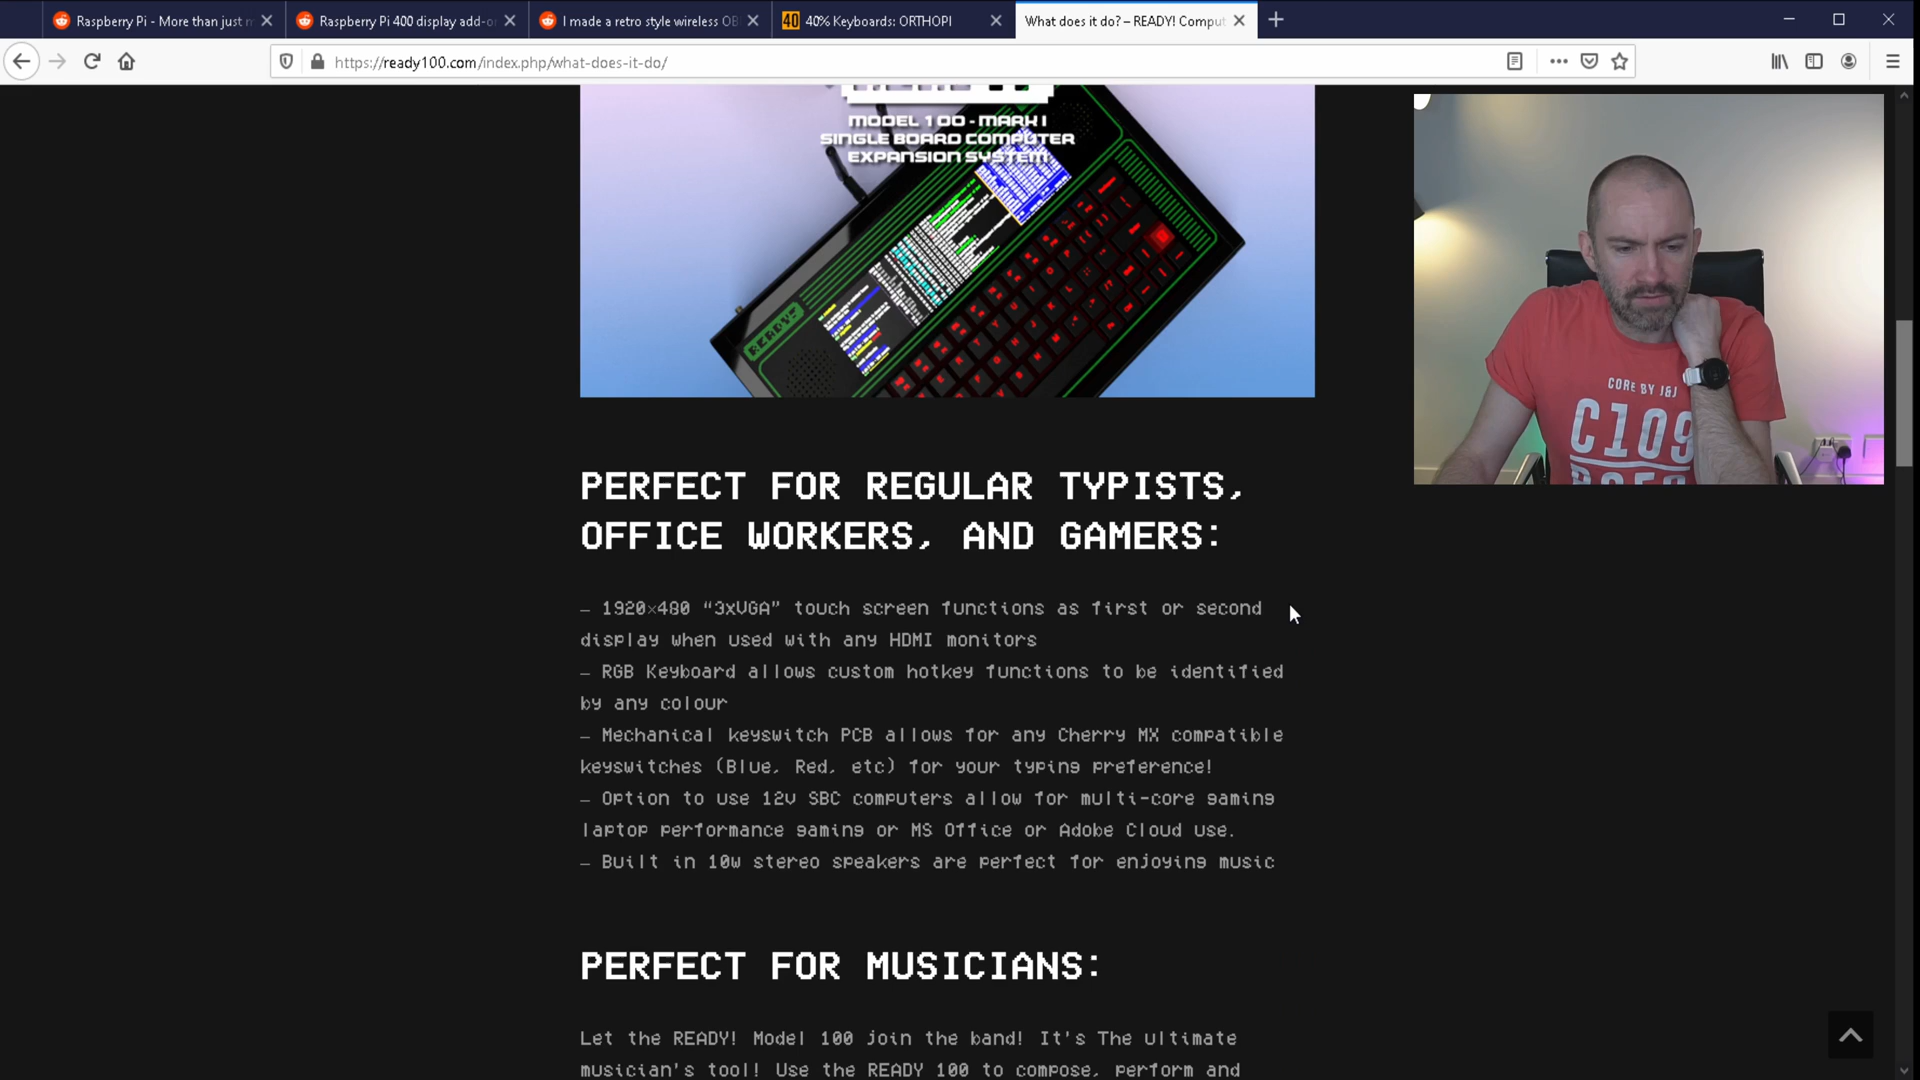 Raspberry Pi - More than just m
Raspberry Pi 400 display add-o
I made a retro style wireless OB
40 40% Keyboards: ORTHOPI
What does it do? – READY! Comput
https://ready100.com/index.php/what-does-it-do/
MODEL 100 - MARK I
SINGLE BOARD COMPUTER
EXPANSION SYSTEM
READY!
CORE BY J&J
C109
PERFECT FOR REGULAR TYPISTS,
OFFICE WORKERS, AND GAMERS:
– 1920×480 “3xVGA” touch screen functions as first or second
display when used with any HDMI monitors
– RGB Keyboard allows custom hotkey functions to be identified
by any colour
– Mechanical keyswitch PCB allows for any Cherry MX compatible
keyswitches (Blue, Red, etc) for your typing preference!
– Option to use 12v SBC computers allow for multi-core gaming
laptop performance gaming or MS Office or Adobe Cloud use.
– Built in 10w stereo speakers are perfect for enjoying music
PERFECT FOR MUSICIANS:
Let the READY! Model 100 join the band! It's The ultimate
musician's tool! Use the READY 100 to compose, perform and